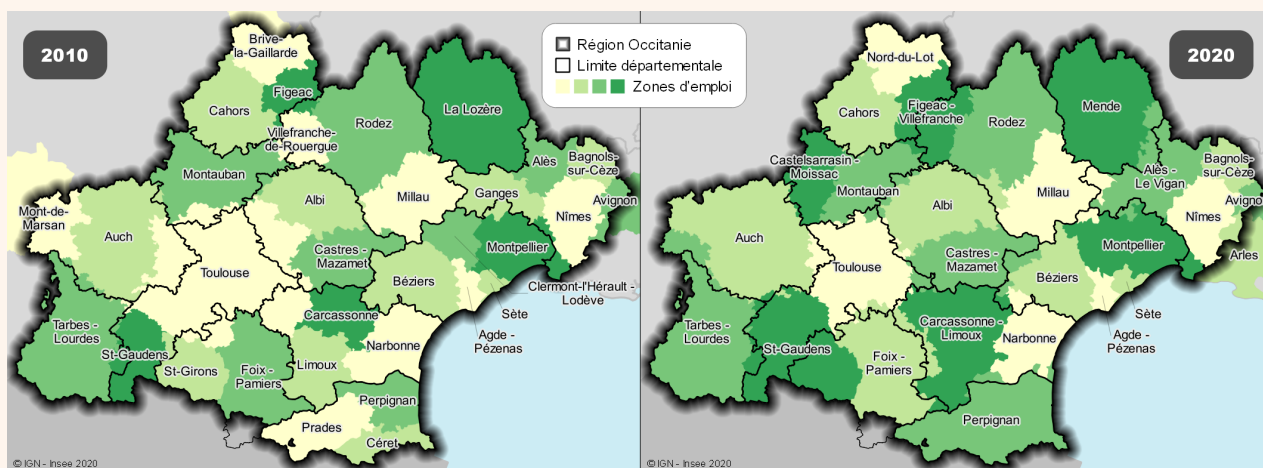 2010
Brive-
la-Gaillarde
Figeac
Cahors
Villefranche-
de-Rouergue
Rodez
La Lozère
Montauban
Millau
Alès
Bagnols-
sur-Cèze
Ganges
Avignon
Nîmes
Albi
Mont-de-
Marsan
Auch
Toulouse
Castres -
Mazamet
Montpellier
Béziers
Clermont-l'Hérault -
Lodève
Sète
Agde -
Pézenas
Carcassonne
Tarbes -
Lourdes
St-Gaudens
St-Girons
Foix -
Pamiers
Limoux
Narbonne
Perpignan
Prades
Céret
© IGN - Insee 2020
Région Occitanie
Limite départementale
Zones d'emploi
2020
Nord-du-Lot
Cahors
Figeac -
Villefranche
Rodez
Mende
Castelsarrasin -
Moissac
Montauban
Millau
Alès -
Le Vigan
Bagnols-
sur-Cèze
Avignon
Nîmes
Arles
Auch
Albi
Toulouse
Castres -
Mazamet
Montpellier
Béziers
Sète
Agde -
Pézenas
Tarbes -
Lourdes
St-Gaudens
Carcassonne -
Limoux
Narbonne
Foix -
Pamiers
Perpignan
© IGN - Insee 2020